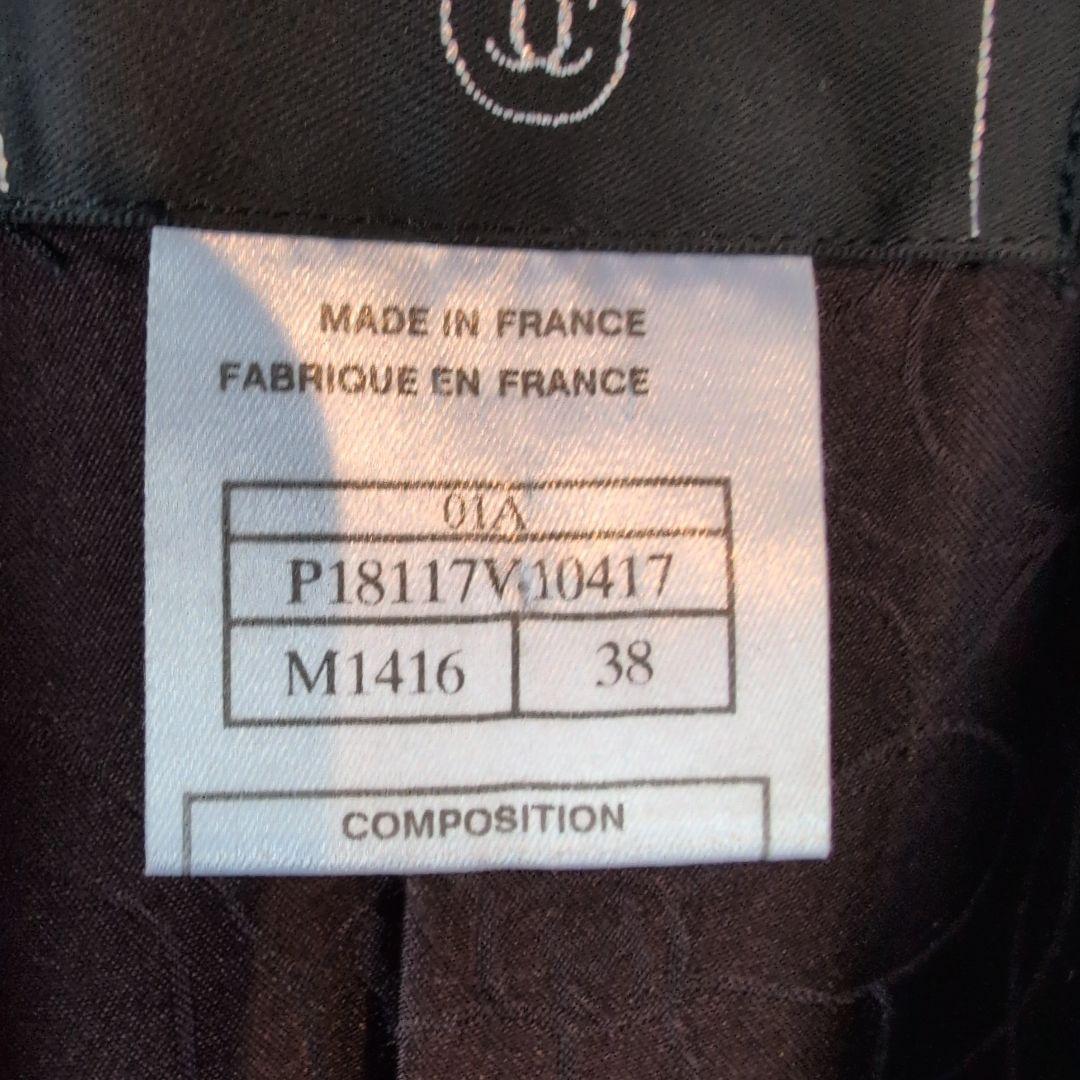 MADE IN FRANCE
FABRIQUE EN FRANCE
01A
P18117V10417
M1416 38
COMPOSITION